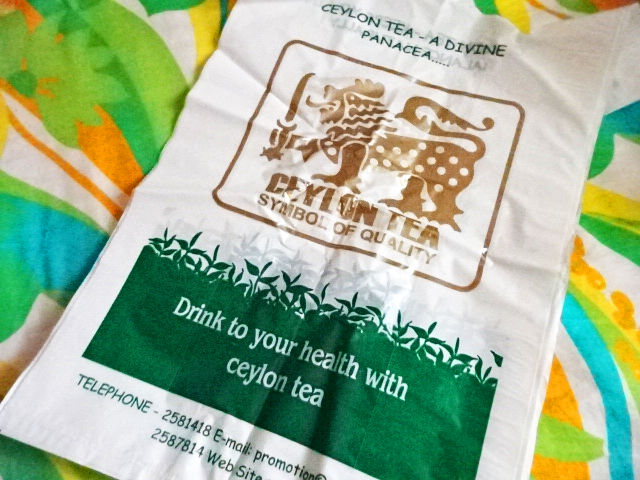 CEYLON TEA - A DIVINE
PANACEA....
CEYLON TEA
SYMBOL OF QUALITY
Drink to your health with
ceylon tea
TELEPHONE - 2581418 E-mail: promotion@
2587814 Web Site